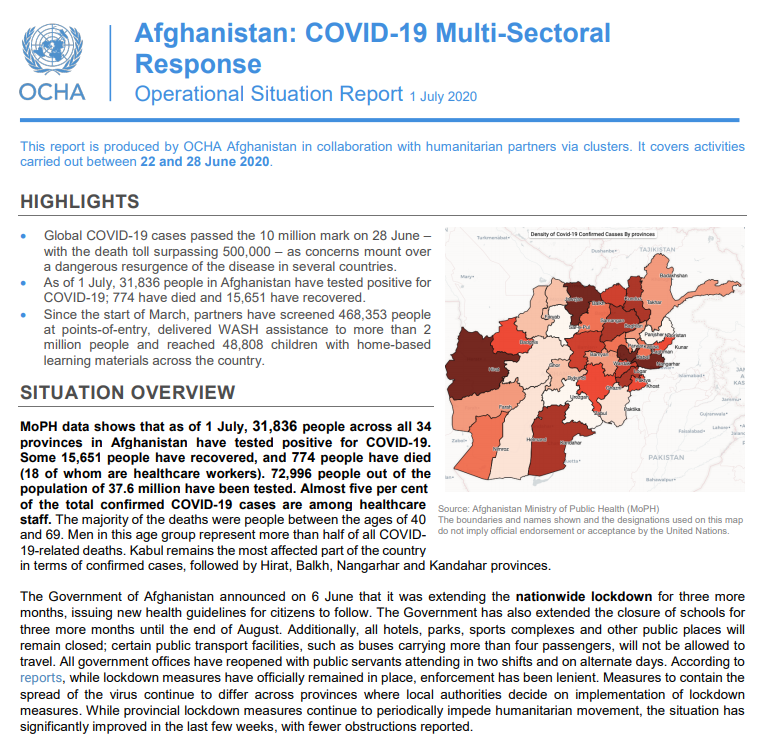 OCHA
Afghanistan: COVID-19 Multi-Sectoral
Response
Operational Situation Report 1 July 2020
This report is produced by OCHA Afghanistan in collaboration with humanitarian partners via clusters. It covers activities
carried out between 22 and 28 June 2020.
HIGHLIGHTS
• Global COVID-19 cases passed the 10 million mark on 28 June –
with the death toll surpassing 500,000 – as concerns mount over
a dangerous resurgence of the disease in several countries.
• As of 1 July, 31,836 people in Afghanistan have tested positive for
COVID-19; 774 have died and 15,651 have recovered.
• Since the start of March, partners have screened 468,353 people
at points-of-entry, delivered WASH assistance to more than 2
million people and reached 48,808 children with home-based
learning materials across the country.
Density of Covid-19 Confirmed Casses By provinces
TAJIKISTAN
Badakhshan
Takhar
Hirat
Ghor
Farah
Nimroz
Paktika
Khost
Kunar
PAKISTAN
Source: Afghanistan Ministry of Public Health (MoPH)
The boundaries and names shown and the designations used on this map
do not imply official endorsement or acceptance by the United Nations.
SITUATION OVERVIEW
MoPH data shows that as of 1 July, 31,836 people across all 34
provinces in Afghanistan have tested positive for COVID-19.
Some 15,651 people have recovered, and 774 people have died
(18 of whom are healthcare workers). 72,996 people out of the
population of 37.6 million have been tested. Almost five per cent
of the total confirmed COVID-19 cases are among healthcare
staff. The majority of the deaths were people between the ages of 40
and 69. Men in this age group represent more than half of all COVID-
19-related deaths. Kabul remains the most affected part of the country
in terms of confirmed cases, followed by Hirat, Balkh, Nangarhar and Kandahar provinces.
The Government of Afghanistan announced on 6 June that it was extending the nationwide lockdown for three more
months, issuing new health guidelines for citizens to follow. The Government has also extended the closure of schools for
three more months until the end of August. Additionally, all hotels, parks, sports complexes and other public places will
remain closed; certain public transport facilities, such as buses carrying more than four passengers, will not be allowed to
travel. All government offices have reopened with public servants attending in two shifts and on alternate days. According to
reports, while lockdown measures have officially remained in place, enforcement has been lenient. Measures to contain the
spread of the virus continue to differ across provinces where local authorities decide on implementation of lockdown
measures. While provincial lockdown measures continue to periodically impede humanitarian movement, the situation has
significantly improved in the last few weeks, with fewer obstructions reported.